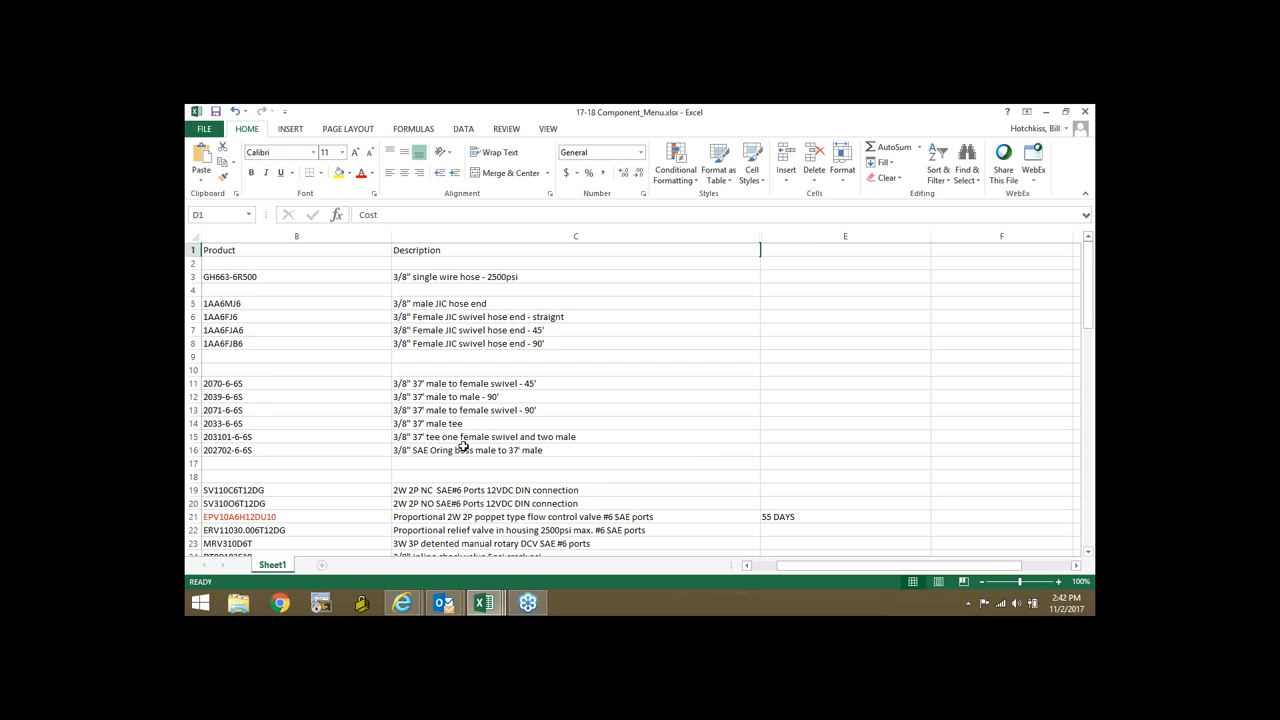 17-18 Component_Menu.xlsx - Excel
FILE HOME INSERT PAGE LAYOUT FORMULAS DATA REVIEW VIEW Hotchkiss, Bill
Calibri 11 Wrap Text General AutoSum
Paste B I U Merge & Center $ % Conditional Formatting Format as Table Cell Styles Insert Delete Format Fill Clear Sort & Filter Find & Select Share This File WebEx
Clipboard Font Alignment Number Styles Cells Editing WebEx
D1 fx Cost
B C E F
1 Product Description
2
3 GH663-6R500 3/8" single wire hose - 2500psi
4
5 1AA6MJ6 3/8" male JIC hose end
6 1AA6FJ6 3/8" Female JIC swivel hose end - straignt
7 1AA6FJA6 3/8" Female JIC swivel hose end - 45'
8 1AA6FJB6 3/8" Female JIC swivel hose end - 90'
9
10
11 2070-6-6S 3/8" 37' male to female swivel - 45'
12 2039-6-6S 3/8" 37' male to male - 90'
13 2071-6-6S 3/8" 37' male to female swivel - 90'
14 2033-6-6S 3/8" 37' male tee
15 203101-6-6S 3/8" 37' tee one female swivel and two male
16 202702-6-6S 3/8" SAE Oring boss male to 37' male
17
18
19 SV110C6T12DG 2W 2P NC SAE#6 Ports 12VDC DIN connection
20 SV310O6T12DG 2W 2P NO SAE#6 Ports 12VDC DIN connection
21 EPV10A6H12DU10 Proportional 2W 2P poppet type flow control valve #6 SAE ports 55 DAYS
22 ERV11030.006T12DG Proportional relief valve in housing 2500psi max. #6 SAE ports
23 MRV310D6T 3W 3P detented manual rotary DCV SAE #6 ports
Sheet1
READY 100%
2:42 PM
11/2/2017